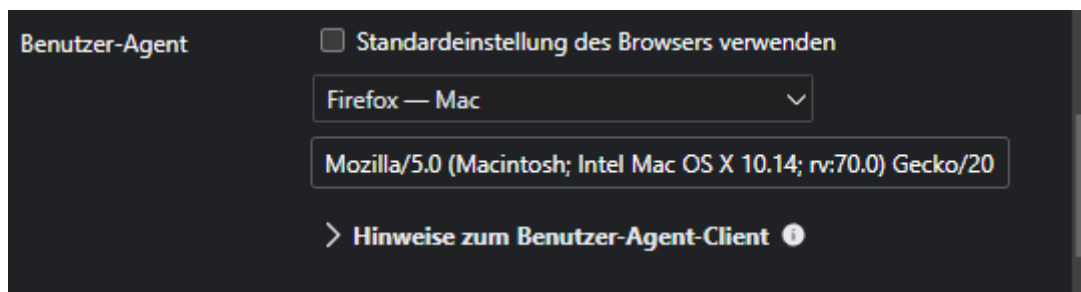 Benutzer-Agent
Standardeinstellung des Browsers verwenden
Firefox — Mac
Mozilla/5.0 (Macintosh; Intel Mac OS X 10.14; rv:70.0) Gecko/20
Hinweise zum Benutzer-Agent-Client